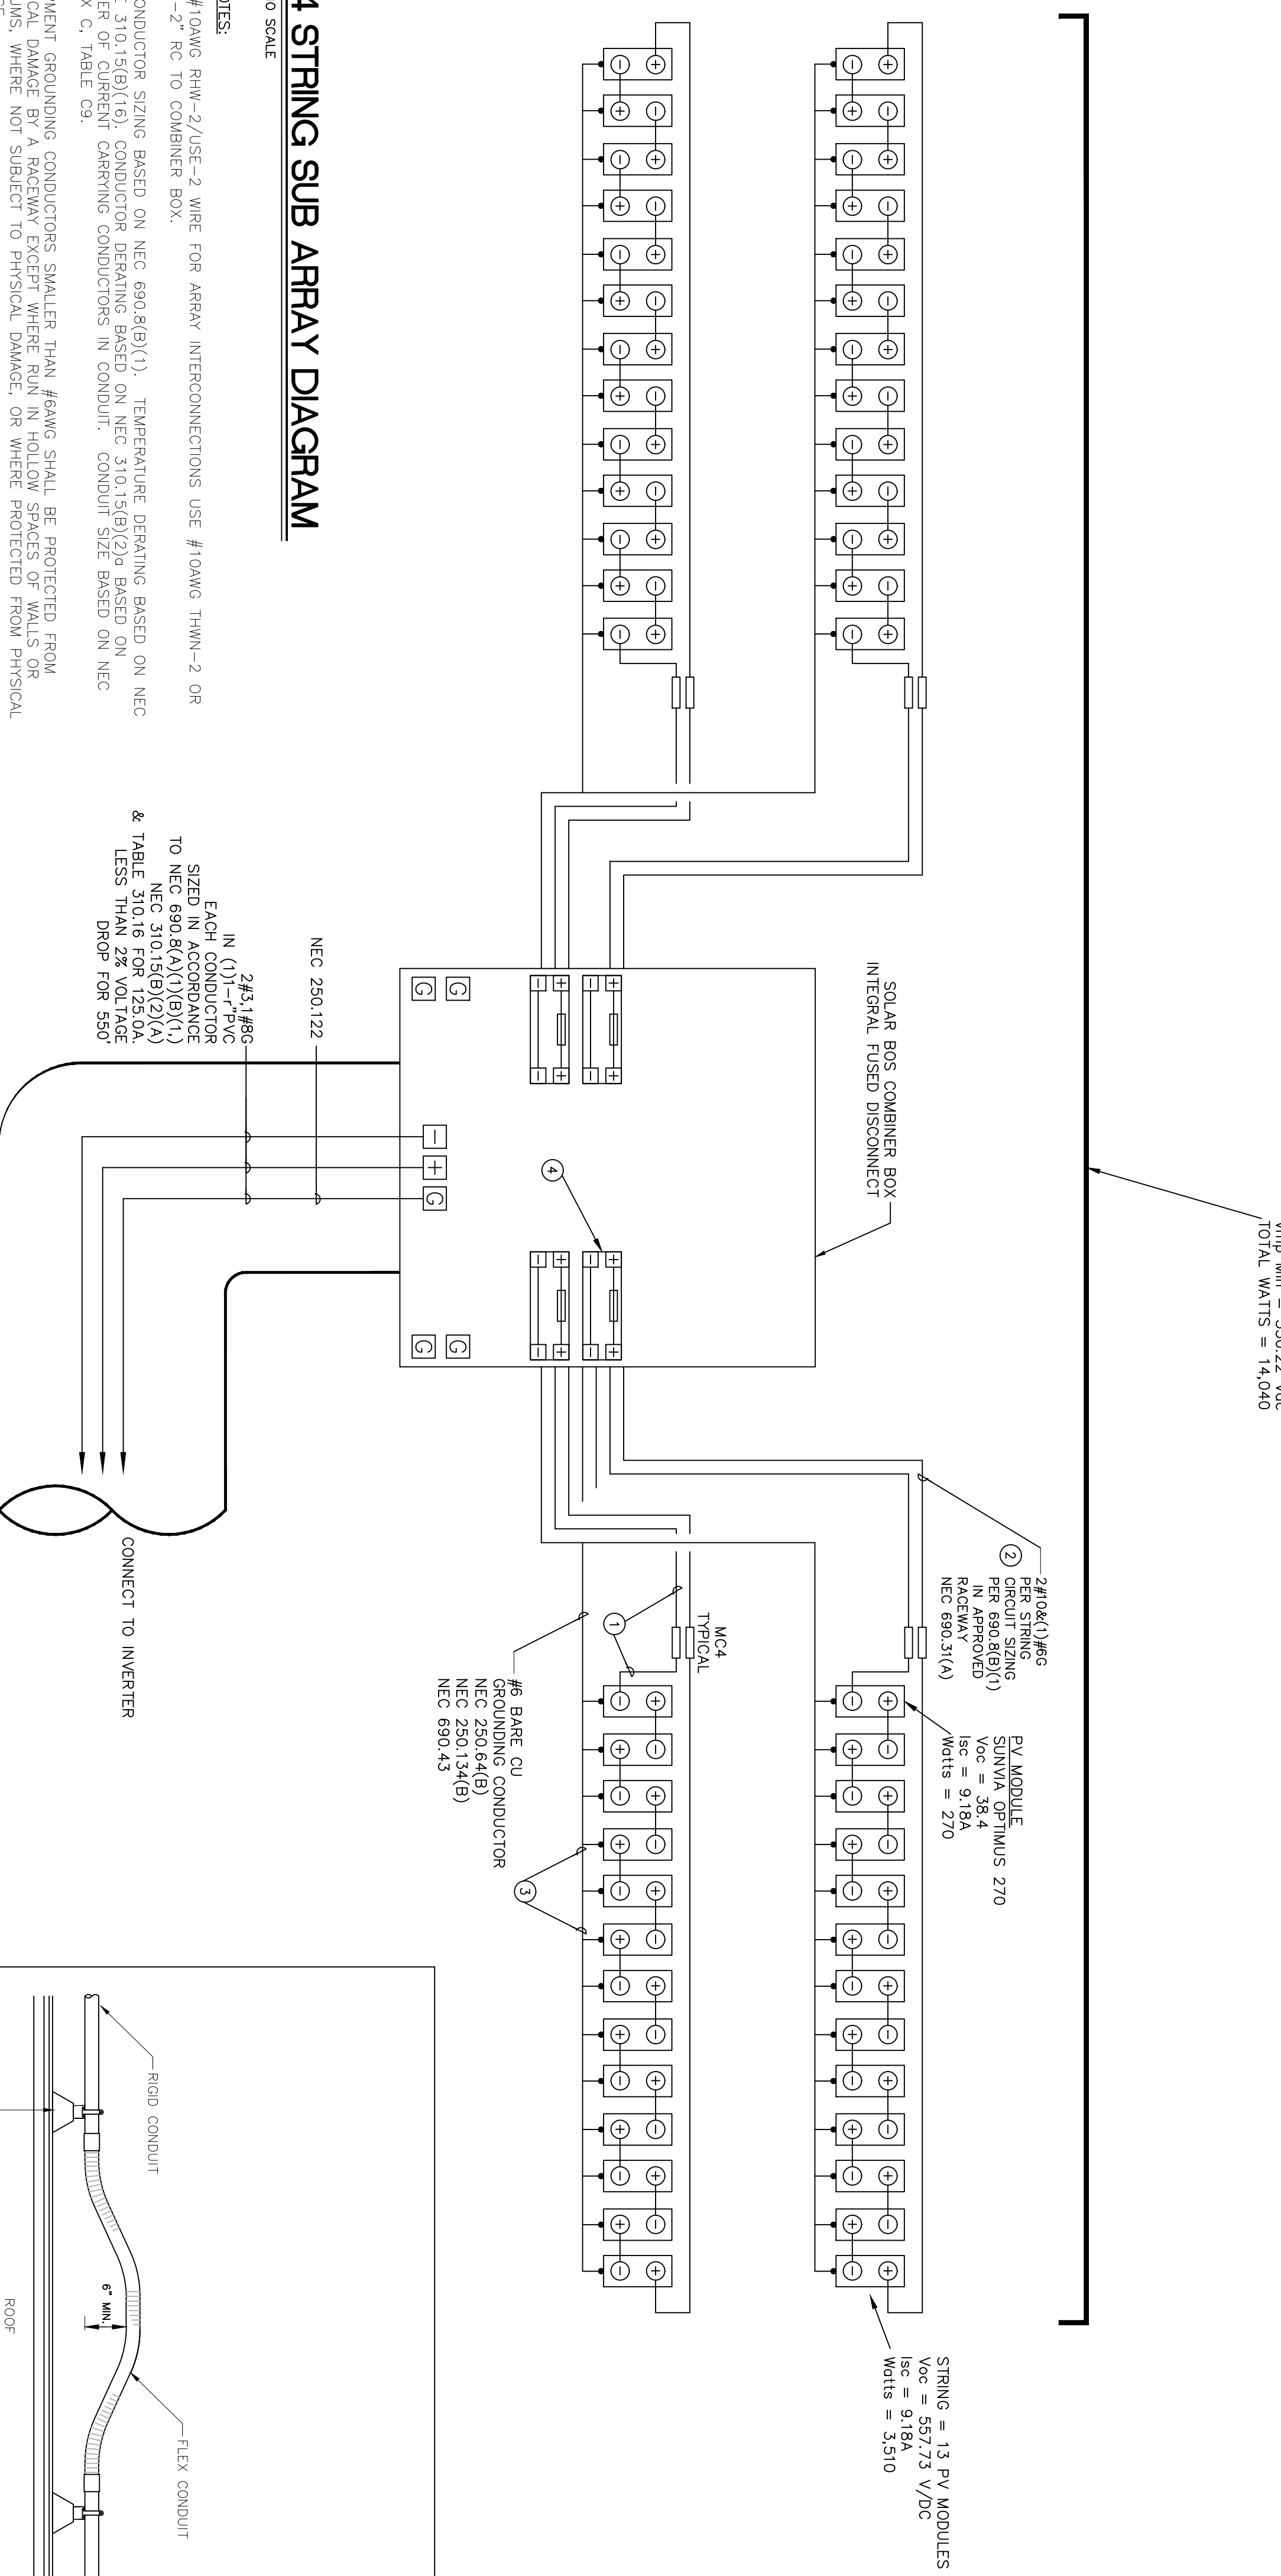 TOTAL WATTS = 14,040
4 STRING SUB ARRAY DIAGRAM
#10AWG RHW-2/USE-2 WIRE FOR ARRAY INTERCONNECTIONS USE #10AWG THWN-2 OR
-2" RC TO COMBINER BOX.
ONDUCTOR SIZING BASED ON NEC 690.8(B)(1). TEMPERATURE DERATING BASED ON NEC
310.15(B)(16). CONDUCTOR DERATING BASED ON NEC 310.15(B)(2)a BASED ON
ER OF CURRENT CARRYING CONDUCTORS IN CONDUIT. CONDUIT SIZE BASED ON NEC
X C, TABLE C9.
PMENT GROUNDING CONDUCTORS SMALLER THAN #6AWG SHALL BE PROTECTED FROM
CAL DAMAGE BY A RACEWAY EXCEPT WHERE RUN IN HOLLOW SPACES OF WALLS OR
UMS, WHERE NOT SUBJECT TO PHYSICAL DAMAGE, OR WHERE PROTECTED FROM PHYSICAL
SOLAR BOS COMBINER BOX
INTEGRAL FUSED DISCONNECT
- + - +
- + - +
- + - +
- + - +
G G
G G
- + G
4
NEC 250.122
2#3,1#8G
IN (1)1-r"PVC
EACH CONDUCTOR
SIZED IN ACCORDANCE
TO NEC 690.8(A)(1)(B)(1,)
NEC 310.15(B)(2)(A)
& TABLE 310.16 FOR 125.0A.
LESS THAN 2% VOLTAGE
DROP FOR 550'
CONNECT TO INVERTER
2
2#10&(1)#6G
PER STRING
CIRCUIT SIZING
PER 690.8(B)(1)
IN APPROVED
RACEWAY
NEC 690.31(A)
MC4
TYPICAL
1
#6 BARE CU
GROUNDING CONDUCTOR
NEC 250.64(B)
NEC 250.134(B)
NEC 690.43
3
PV MODULE
SUNVIA OPTIMUS 270
Voc = 38.4
Isc = 9.18A
Watts = 270
STRING = 13 PV MODULES
Voc = 557.73 V/DC
Isc = 9.18A
Watts = 3,510
RIGID CONDUIT
6" MIN.
FLEX CONDUIT
ROOF